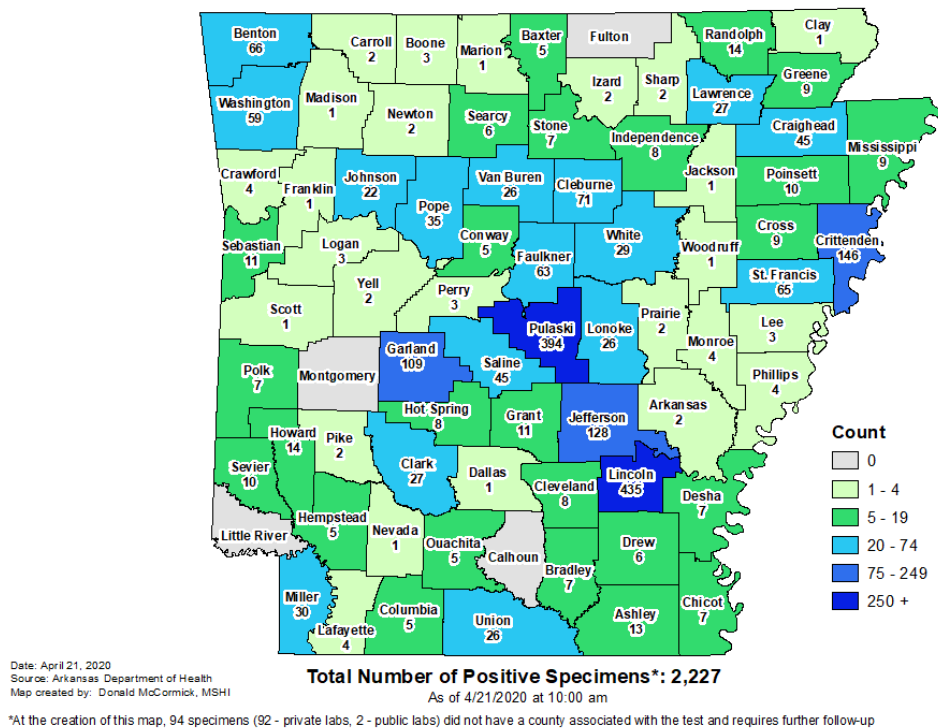 Benton
66
Carroll
2
Boone
3
Marion
1
Baxter
5
Fulton
Randolph
14
Clay
1
Washington
59
Madison
1
Newton
2
Searcy
6
Stone
7
Izard
2
Sharp
2
Lawrence
27
Greene
9
Independence
8
Craighead
45
Mississippi
9
Crawford
4
Franklin
1
Johnson
22
Pope
35
Van Buren
26
Cleburne
71
Jackson
1
Poinsett
10
Sebastian
11
Logan
3
Conway
5
Faulkner
63
White
29
Woodruff
1
Cross
9
Crittenden
146
St. Francis
65
Scott
1
Yell
2
Perry
3
Pulaski
394
Lonoke
26
Prairie
2
Monroe
4
Lee
3
Phillips
4
Polk
7
Montgomery
Garland
109
Saline
45
Hot Spring
8
Grant
11
Jefferson
128
Arkansas
2
Howard
14
Pike
2
Sevier
10
Clark
27
Dallas
1
Cleveland
8
Lincoln
435
Desha
7
Little River
Hempstead
5
Nevada
1
Ouachita
5
Calhoun
Bradley
7
Drew
6
Miller
30
Lafayette
4
Columbia
5
Union
26
Ashley
13
Chicot
7
Count
0
1 - 4
5 - 19
20 - 74
75 - 249
250 +
Date: April 21, 2020
Source: Arkansas Department of Health
Map created by: Donald McCormick, MSHI
Total Number of Positive Specimens*: 2,227
As of 4/21/2020 at 10:00 am
*At the creation of this map, 94 specimens (92 - private labs, 2 - public labs) did not have a county associated with the test and requires further follow-up